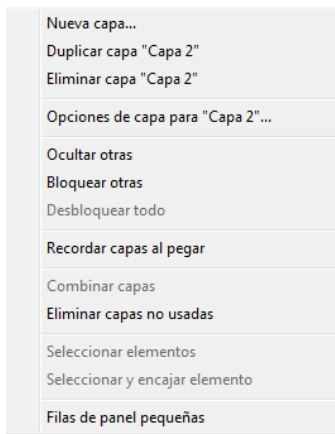 Nueva capa...
Duplicar capa "Capa 2"
Eliminar capa "Capa 2"
Opciones de capa para "Capa 2"...
Ocultar otras
Bloquear otras
Desbloquear todo
Recordar capas al pegar
Combinar capas
Eliminar capas no usadas
Seleccionar elementos
Seleccionar y encajar elemento
Filas de panel pequeñas